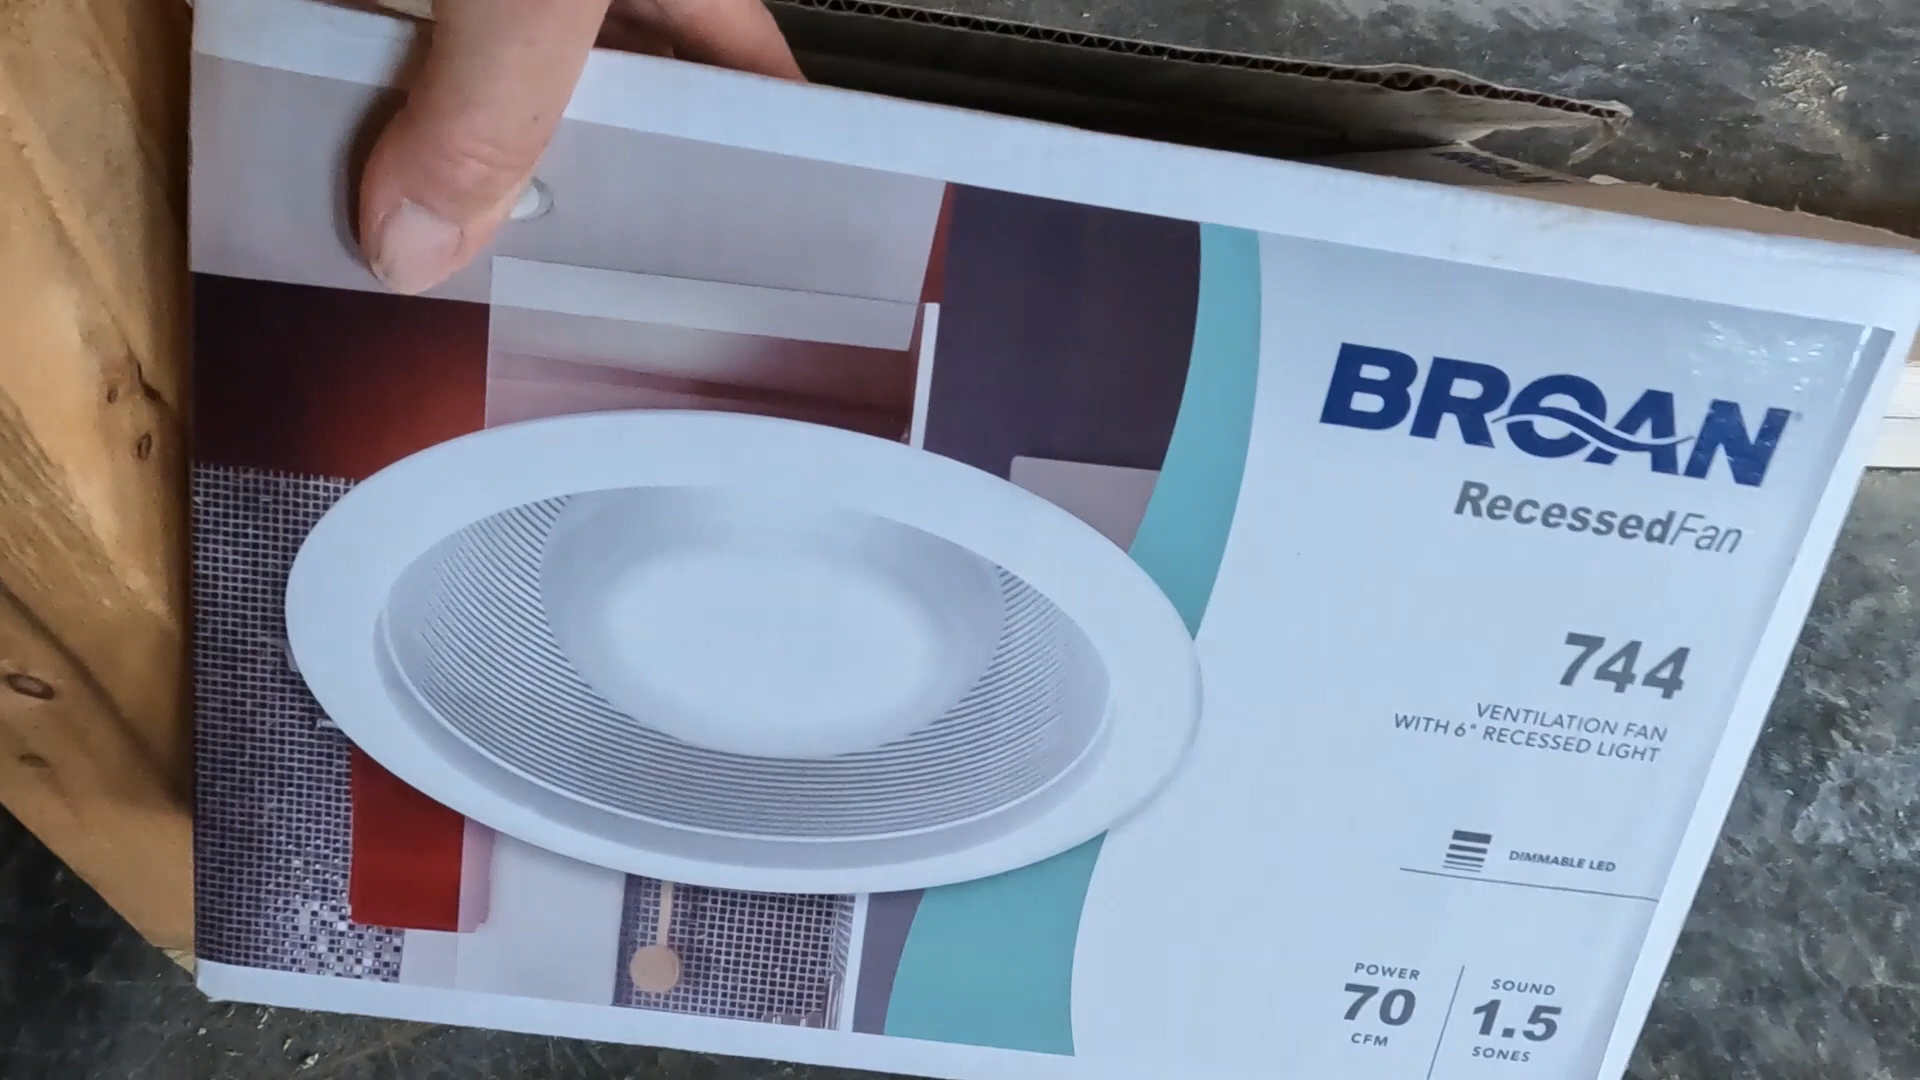 BROAN
RecessedFan
744
VENTILATION FAN
WITH 6" RECESSED LIGHT
DIMMABLE LED
POWER
70
CFM
SOUND
1.5
SONES